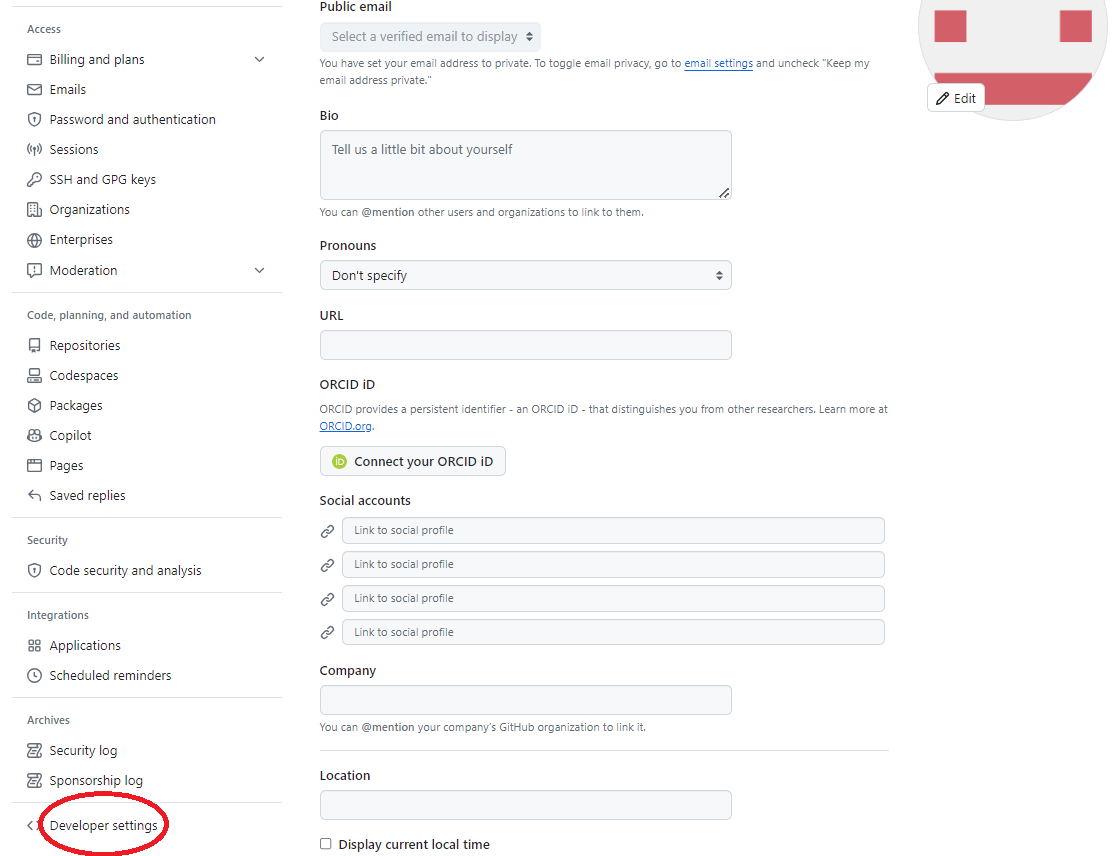 Access
Billing and plans
Emails
Password and authentication
Sessions
SSH and GPG keys
Organizations
Enterprises
Moderation
Code, planning, and automation
Repositories
Codespaces
Packages
Copilot
Pages
Saved replies
Security
Code security and analysis
Integrations
Applications
Scheduled reminders
Archives
Security log
Sponsorship log
Developer settings
Public email
Select a verified email to display
You have set your email address to private. To toggle email privacy, go to email settings and uncheck "Keep my
email address private."
Bio
Tell us a little bit about yourself
You can @mention other users and organizations to link to them.
Pronouns
Don't specify
URL
ORCID iD
ORCID provides a persistent identifier - an ORCID iD - that distinguishes you from other researchers. Learn more at
ORCID.org.
iD Connect your ORCID iD
Social accounts
Link to social profile
Link to social profile
Link to social profile
Link to social profile
Company
You can @mention your company's GitHub organization to link it.
Location
Display current local time
Edit